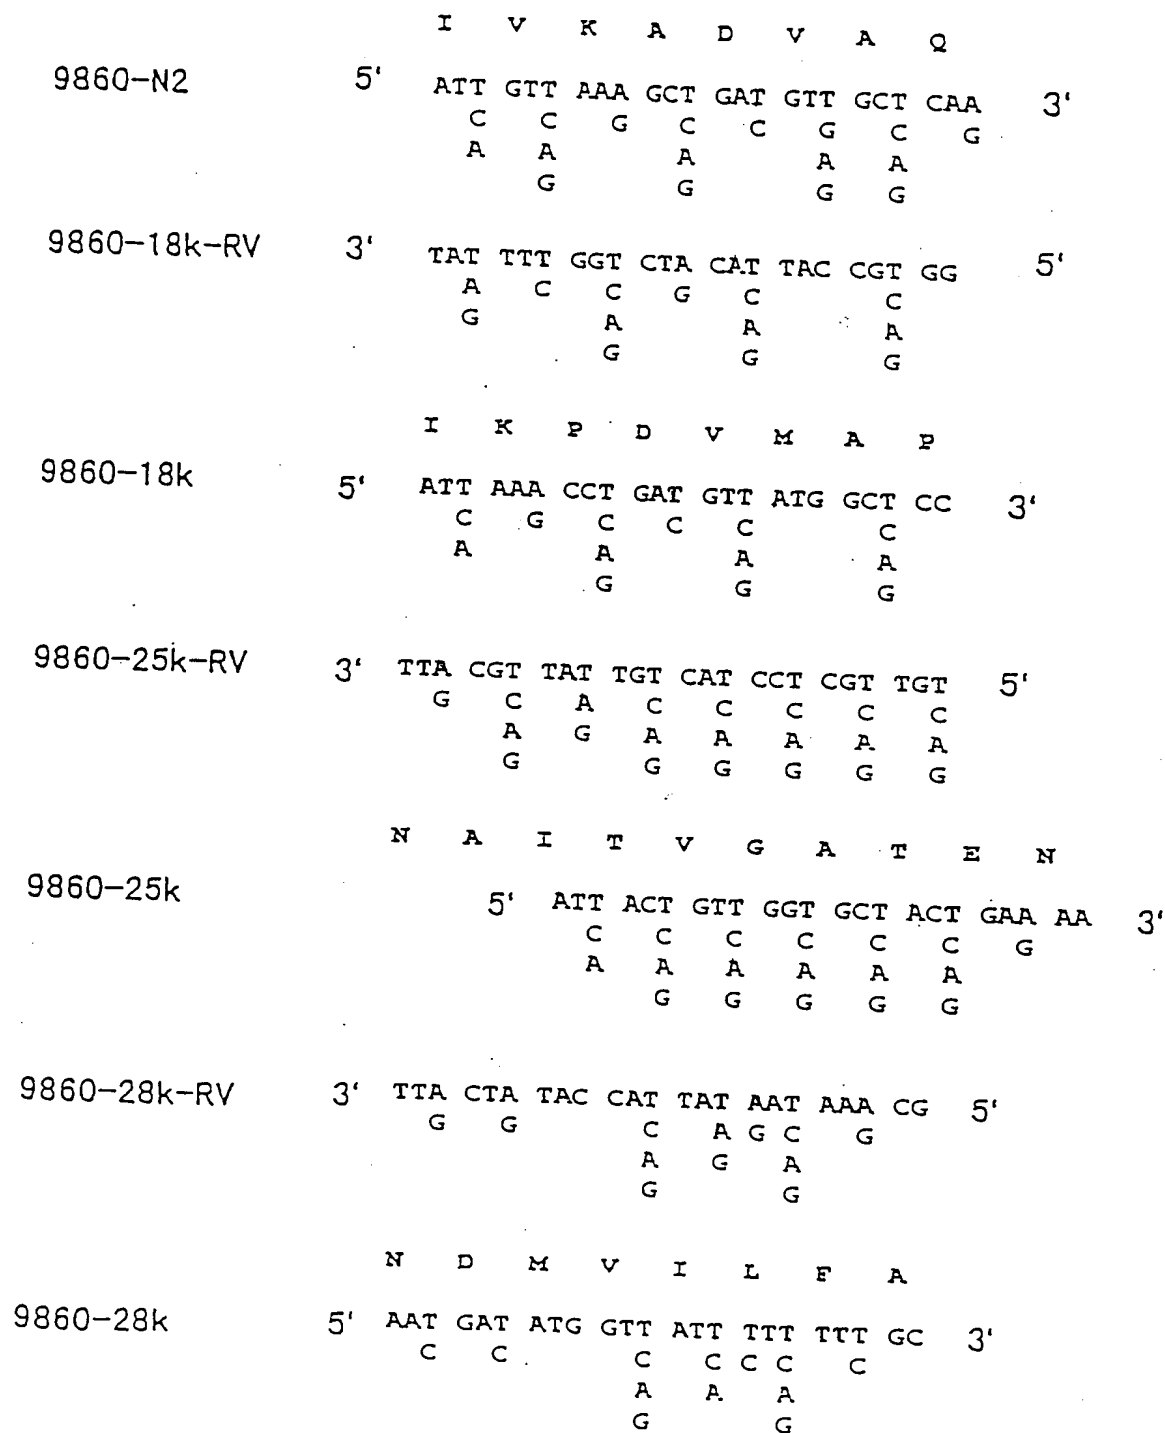 I V K A D V A Q
9860-N2 5' ATT GTT AAA GCT GAT GTT GCT CAA 3'
C C G C C G C G
A A A A A
G G G G
9860-18k-RV 3' TAT TTT GGT CTA CAT TAC CGT GG 5'
A C C G C C
G A A A
G G G
I K P D V M A P
9860-18k 5' ATT AAA CCT GAT GTT ATG GCT CC 3'
C G C C C C
A A A A
G G G
9860-25k-RV 3' TTA CGT TAT TGT CAT CCT CGT TGT 5'
G C A C C C C C
A G A A A A A
G G G G G G
N A I T V G A T E N
9860-25k 5' ATT ACT GTT GGT GCT ACT GAA AA 3'
C C C C C C G
A A A A A A
G G G G G
9860-28k-RV 3' TTA CTA TAC CAT TAT AAT AAA CG 5'
G G C A G C G
A G A
G G
N D M V I L F A
9860-28k 5' AAT GAT ATG GTT ATT TTT TTT GC 3'
C C C C C C C
A A A
G G